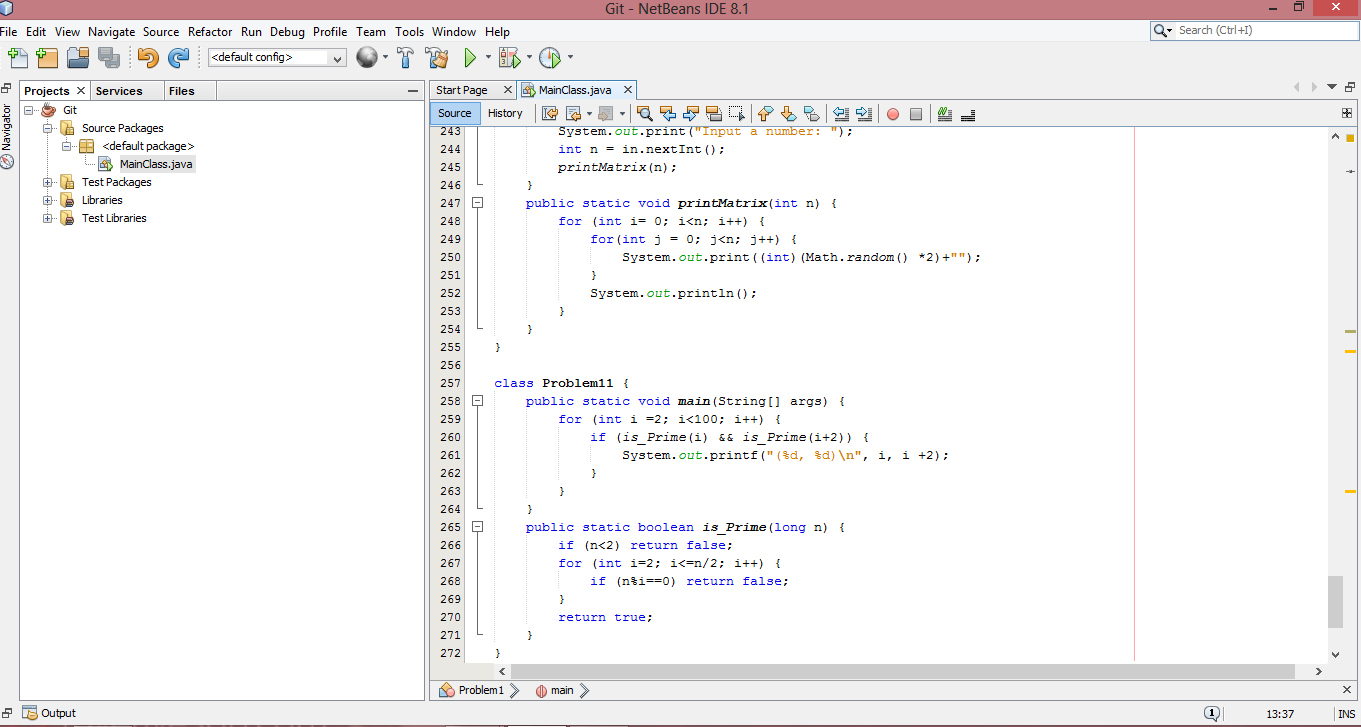 Git - NetBeans IDE 8.1
File Edit View Navigate Source Refactor Run Debug Profile Team Tools Window Help
Search (Ctrl+I)
<default config>
Projects Services Files
Navigator
Git
Source Packages
<default package>
MainClass.java
Test Packages
Libraries
Test Libraries
Start Page MainClass.java
Source History
243 System.out.print("Input a number: ");
244 int n = in.nextInt();
245 printMatrix(n);
246 }
247 public static void printMatrix(int n) {
248 for (int i= 0; i<n; i++) {
249 for(int j = 0; j<n; j++) {
250 System.out.print((int)(Math.random() *2)+"");
251 }
252 System.out.println();
253 }
254 }
255 }
256
257 class Problem11 {
258 public static void main(String[] args) {
259 for (int i =2; i<100; i++) {
260 if (is_Prime(i) && is_Prime(i+2)) {
261 System.out.printf("(%d, %d)\n", i, i +2);
262 }
263 }
264 }
265 public static boolean is_Prime(long n) {
266 if (n<2) return false;
267 for (int i=2; i<=n/2; i++) {
268 if (n%i==0) return false;
269 }
270 return true;
271 }
272 }
Problem1 main
Output
1 13:37 INS